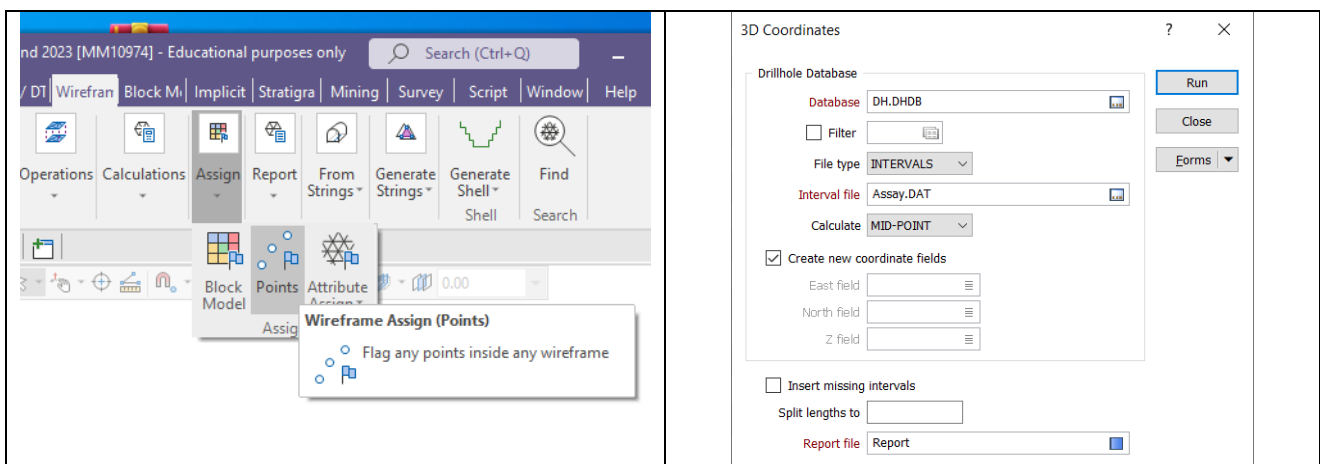 nd 2023 [MM10974] - Educational purposes only
Search (Ctrl+Q)
/ DT Wirefran Block Mo Implicit Stratigra Mining Survey Script Window Help
Operations Calculations Assign Report From Strings Generate Strings Generate Shell Find
Shell Search
Block Model Points Attribute Assign
0.00
Assig
Wireframe Assign (Points)
Flag any points inside any wireframe
3D Coordinates
? 
Drillhole Database
Run
Database DH.DHDB
Close
Filter
Forms
File type INTERVALS
Interval file Assay.DAT
Calculate MID-POINT
Create new coordinate fields
East field
North field
Z field
Insert missing intervals
Split lengths to
Report file Report